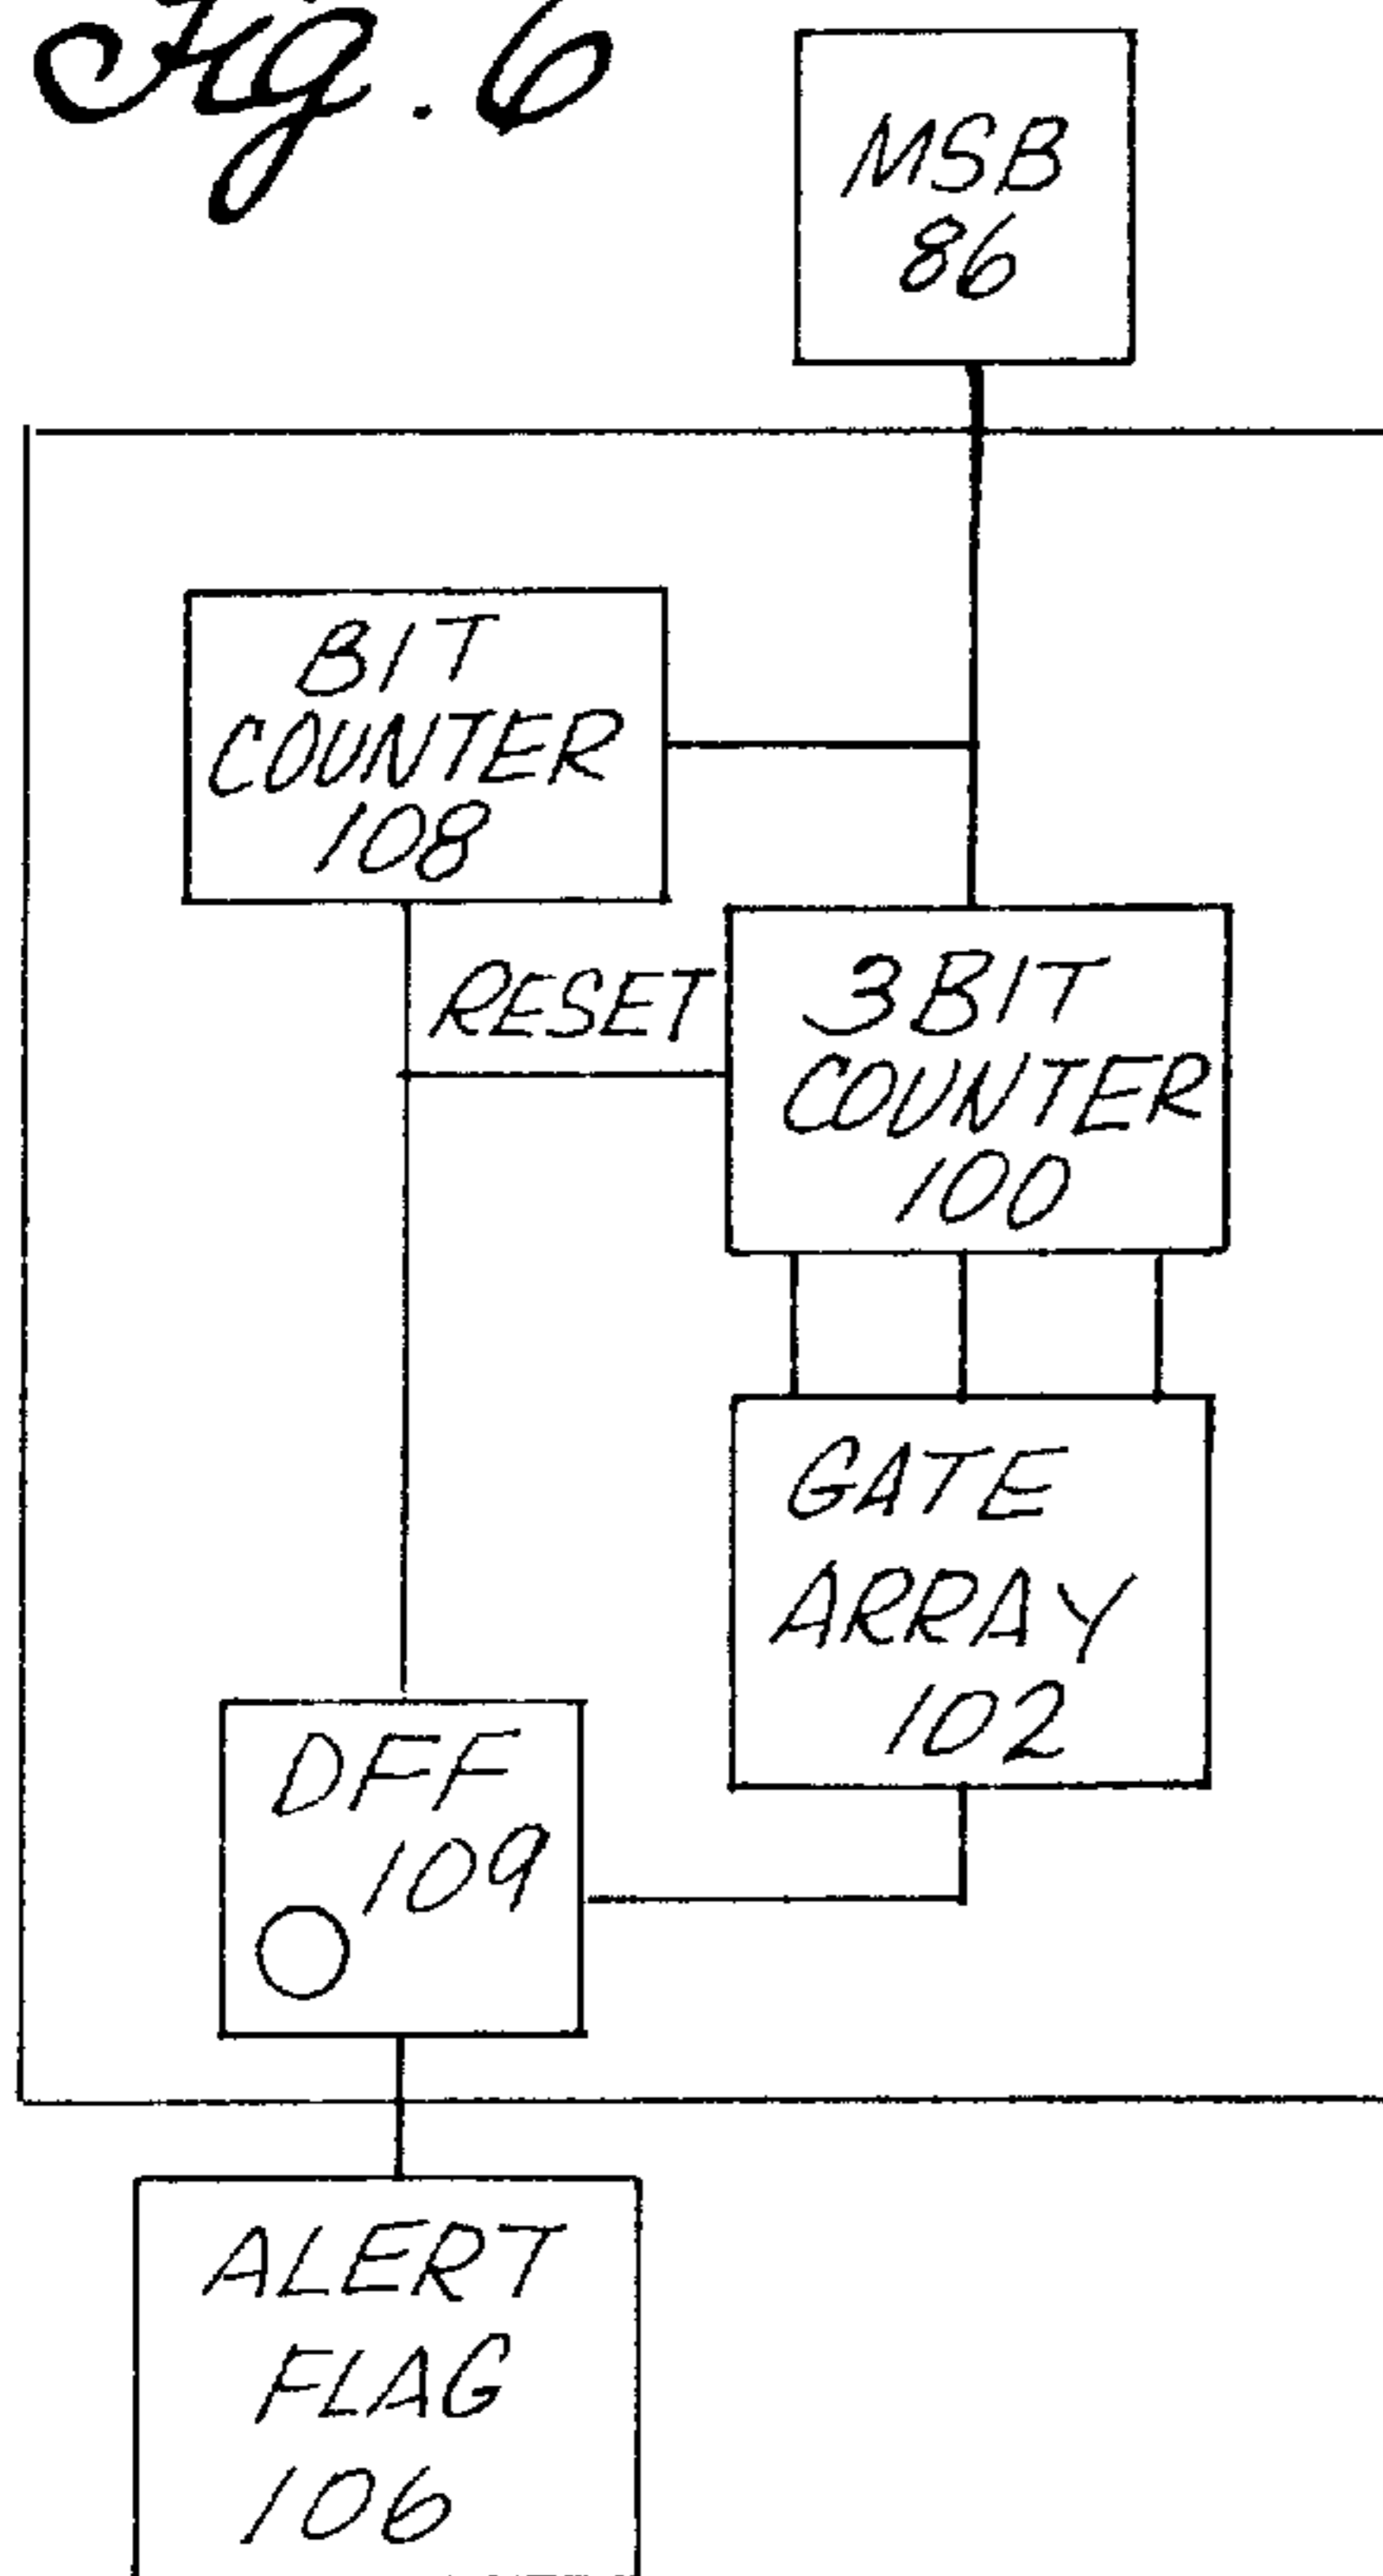 Fig. 6
MSB
86
BIT
COUNTER
108
RESET
3BIT
COUNTER
100
GATE
ARRAY
102
DFF
109
ALERT
FLAG
106